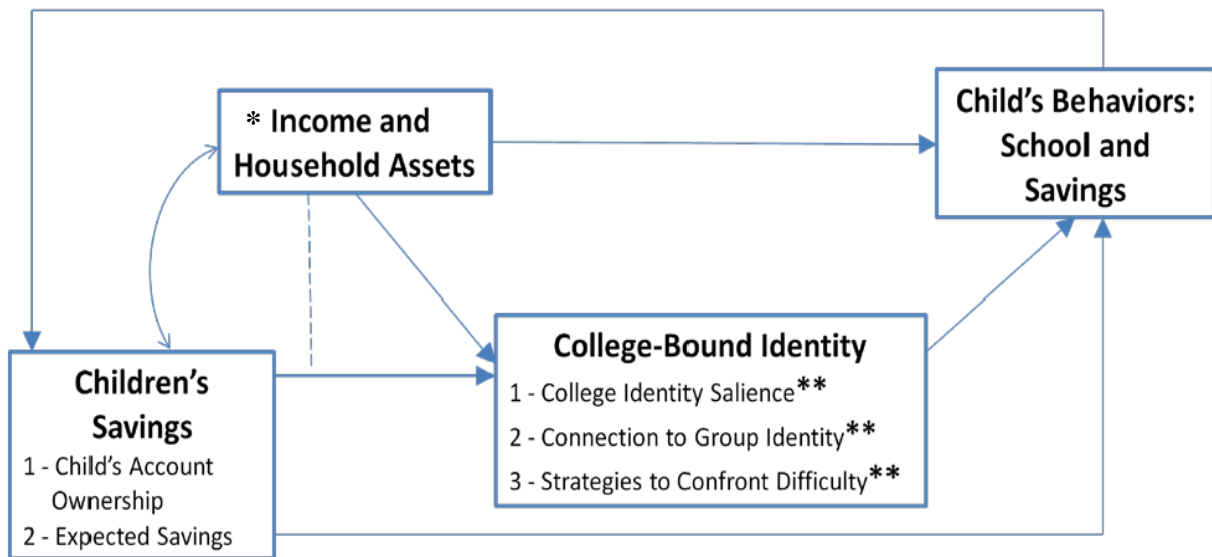 * Income and
Household Assets
Child’s Behaviors:
School and
Savings
Children’s
Savings
1 - Child’s Account
Ownership
2 - Expected Savings
College-Bound Identity
1 - College Identity Salience**
2 - Connection to Group Identity**
3 - Strategies to Confront Difficulty**